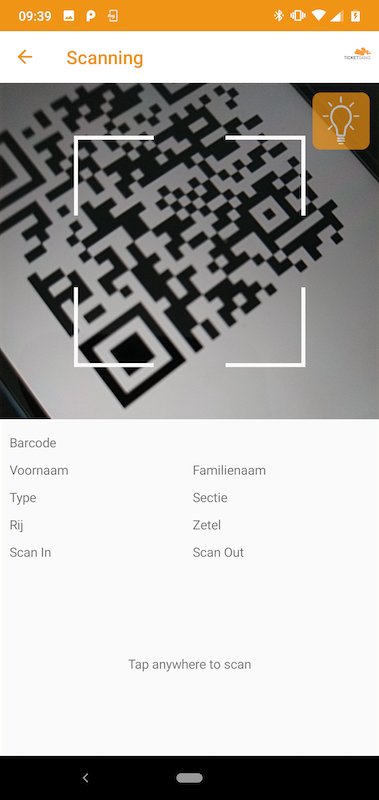 09:39
Scanning
TICKETGANG
Barcode
Voornaam Familienaam
Type Sectie
Rij Zetel
Scan In Scan Out
Tap anywhere to scan